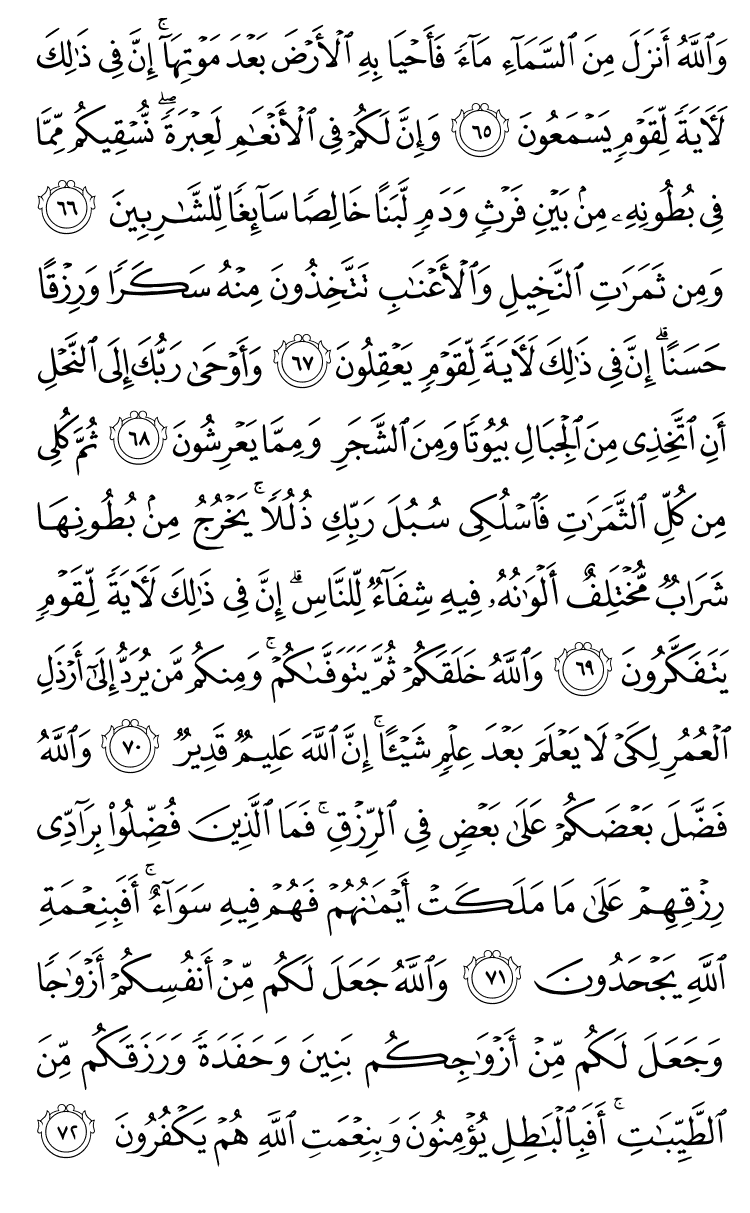 وَٱللَّهُ أَنزَلَ مِنَ ٱلسَّمَآءِ مَآءً فَأَحْيَا بِهِ ٱلْأَرْضَ بَعْدَ مَوْتِهَآ ۚ إِنَّ فِى ذَٰلِكَ
لَـَٔايَةً لِّقَوْمٍ يَسْمَعُونَ ٦٥ وَإِنَّ لَكُمْ فِى ٱلْأَنْعَـٰمِ لَعِبْرَةً ۖ نُّسْقِيكُم مِّمَّا
فِى بُطُونِهِۦ مِنۢ بَيْنِ فَرْثٍ وَدَمٍ لَّبَنًا خَالِصًا سَآئِغًا لِّلشَّـٰرِبِينَ ٦٦
وَمِن ثَمَرَٰتِ ٱلنَّخِيلِ وَٱلْأَعْنَـٰبِ تَتَّخِذُونَ مِنْهُ سَكَرًا وَرِزْقًا
حَسَنًا ۗ إِنَّ فِى ذَٰلِكَ لَـَٔايَةً لِّقَوْمٍ يَعْقِلُونَ ٦٧ وَأَوْحَىٰ رَبُّكَ إِلَى ٱلنَّحْلِ
أَنِ ٱتَّخِذِى مِنَ ٱلْجِبَالِ بُيُوتًا وَمِنَ ٱلشَّجَرِ وَمِمَّا يَعْرِشُونَ ٦٨ ثُمَّ كُلِى
مِن كُلِّ ٱلثَّمَرَٰتِ فَٱسْلُكِى سُبُلَ رَبِّكِ ذُلُلًا ۚ يَخْرُجُ مِنۢ بُطُونِهَا
شَرَابٌ مُّخْتَلِفٌ أَلْوَٰنُهُۥ فِيهِ شِفَآءٌ لِّلنَّاسِ ۗ إِنَّ فِى ذَٰلِكَ لَـَٔايَةً لِّقَوْمٍ
يَتَفَكَّرُونَ ٦٩ وَٱللَّهُ خَلَقَكُمْ ثُمَّ يَتَوَفَّىٰكُمْ ۚ وَمِنكُم مَّن يُرَدُّ إِلَىٰٓ أَرْذَلِ
ٱلْعُمُرِ لِكَىْ لَا يَعْلَمَ بَعْدَ عِلْمٍ شَيْـًٔا ۚ إِنَّ ٱللَّهَ عَلِيمٌ قَدِيرٌ ٧٠ وَٱللَّهُ
فَضَّلَ بَعْضَكُمْ عَلَىٰ بَعْضٍ فِى ٱلرِّزْقِ ۚ فَمَا ٱلَّذِينَ فُضِّلُوا۟ بِرَآدِّى
رِزْقِهِمْ عَلَىٰ مَا مَلَكَتْ أَيْمَـٰنُهُمْ فَهُمْ فِيهِ سَوَآءٌ ۚ أَفَبِنِعْمَةِ
ٱللَّهِ يَجْحَدُونَ ٧١ وَٱللَّهُ جَعَلَ لَكُم مِّنْ أَنفُسِكُمْ أَزْوَٰجًا
وَجَعَلَ لَكُم مِّنْ أَزْوَٰجِكُم بَنِينَ وَحَفَدَةً وَرَزَقَكُم مِّنَ
ٱلطَّيِّبَـٰتِ ۚ أَفَبِٱلْبَـٰطِلِ يُؤْمِنُونَ وَبِنِعْمَتِ ٱللَّهِ هُمْ يَكْفُرُونَ ٧٢